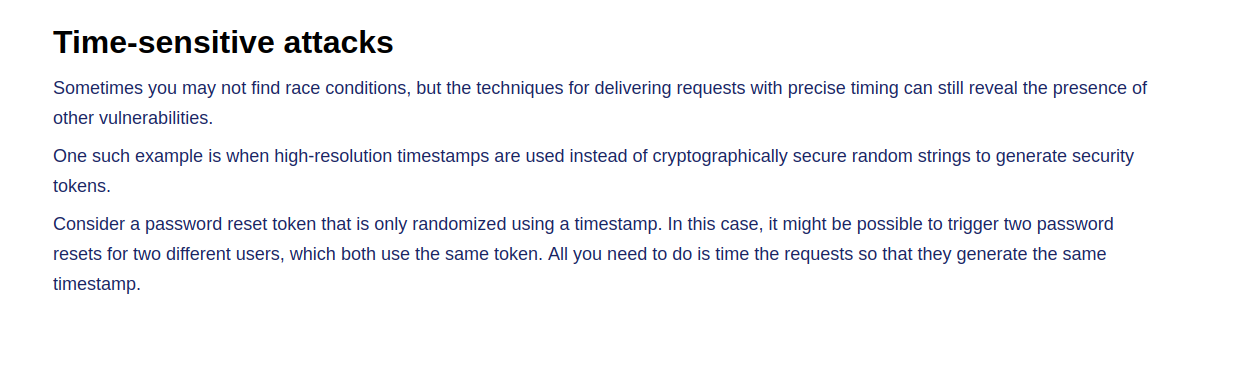 Time-sensitive attacks
Sometimes you may not find race conditions, but the techniques for delivering requests with precise timing can still reveal the presence of
other vulnerabilities.
One such example is when high-resolution timestamps are used instead of cryptographically secure random strings to generate security
tokens.
Consider a password reset token that is only randomized using a timestamp. In this case, it might be possible to trigger two password
resets for two different users, which both use the same token. All you need to do is time the requests so that they generate the same
timestamp.